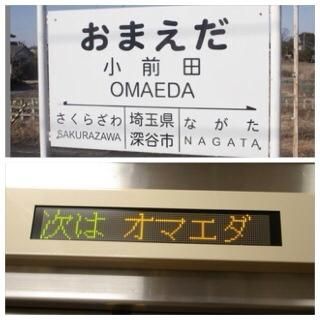 おまえだ
小前田
OMAEDA
さくらざわ 埼玉県 ながた
SAKURAZAWA 深谷市 NAGATA
次は オマエダ